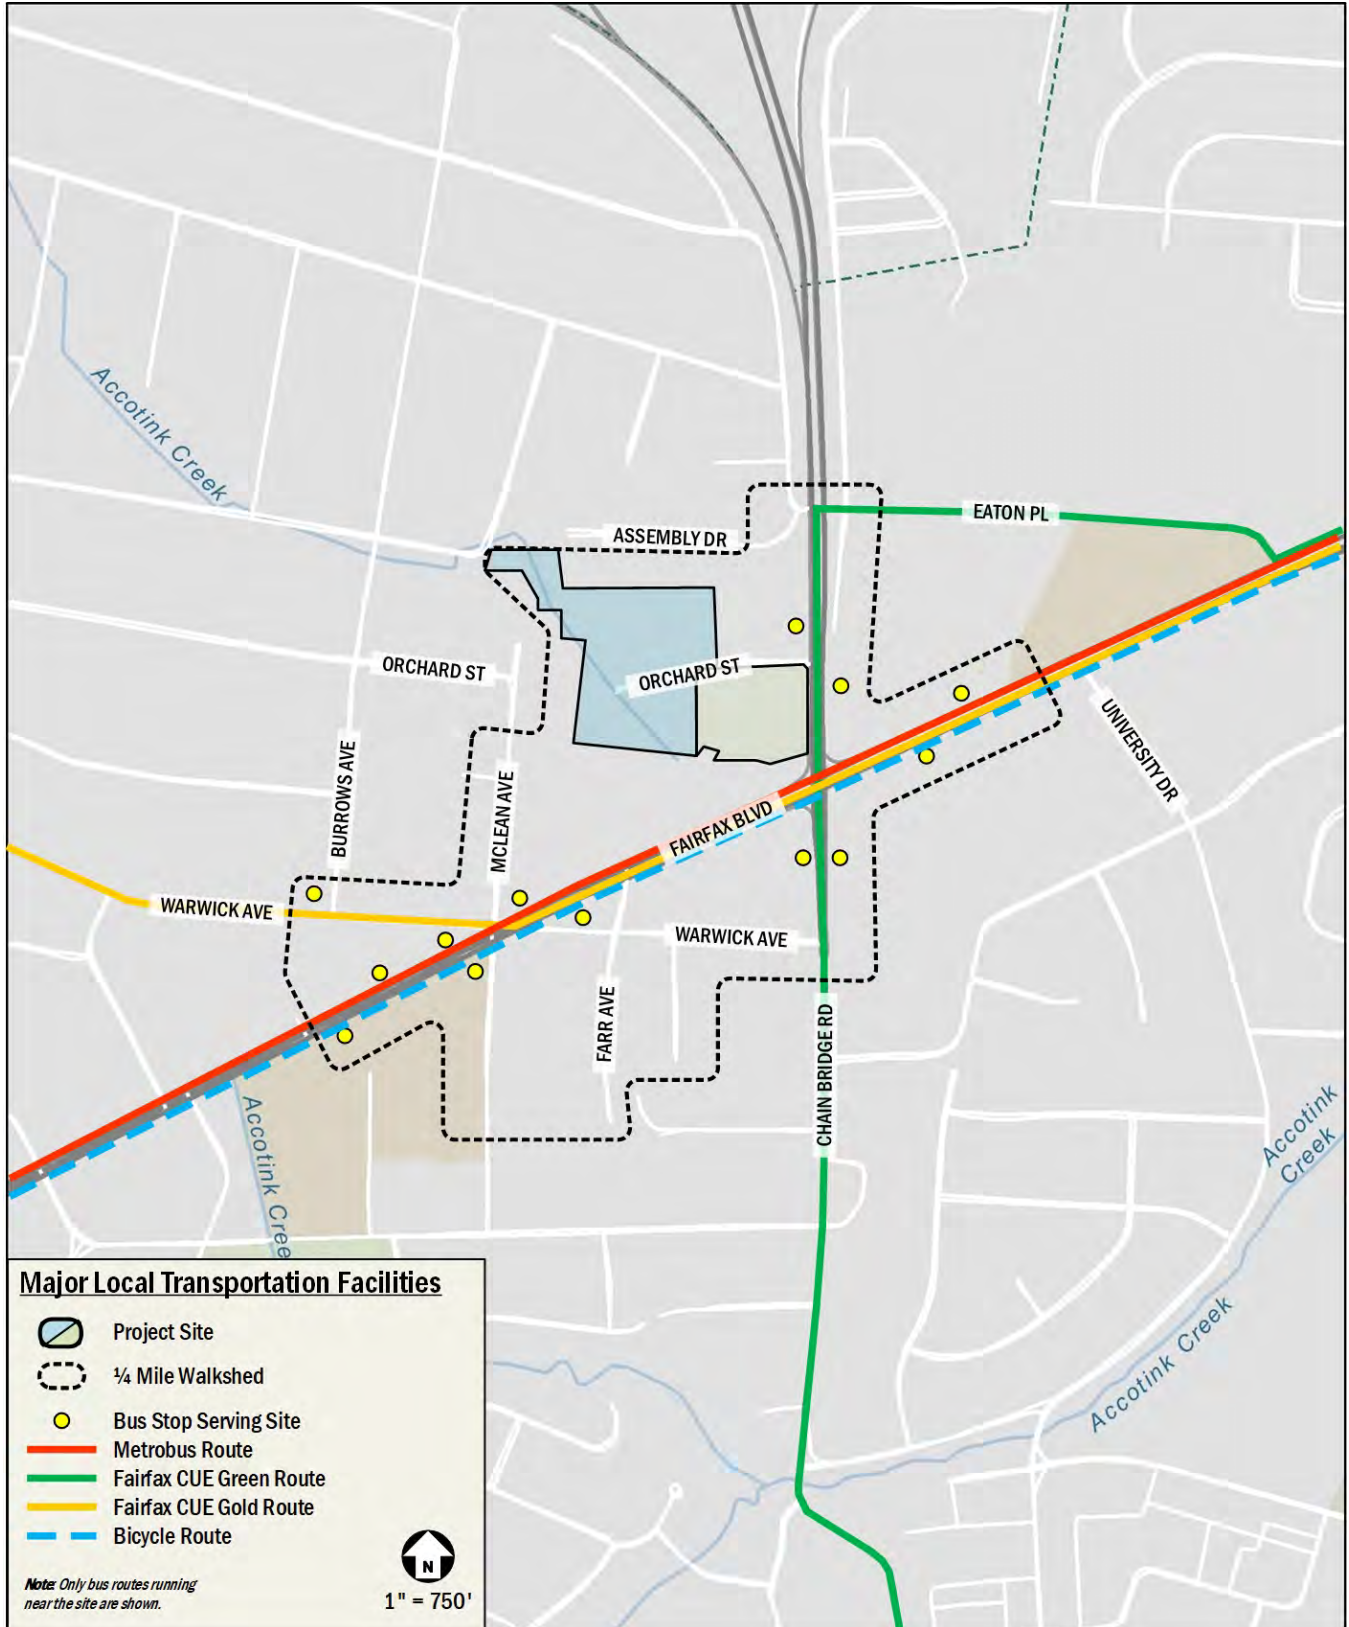 Accotink Creek
EATON PL
ASSEMBLY DR
ORCHARD ST
ORCHARD ST
UNIVERSITY DR
BURROWS AVE
MCLEAN AVE
FAIRFAX BLVD
WARWICK AVE
WARWICK AVE
FARR AVE
CHAIN BRIDGE RD
Accotink Cree
Accotink
Creek
Accotink Creek
Major Local Transportation Facilities
Project Site
¼ Mile Walkshed
Bus Stop Serving Site
Metrobus Route
Fairfax CUE Green Route
Fairfax CUE Gold Route
Bicycle Route
Note: Only bus routes running
near the site are shown.
N
1" = 750'